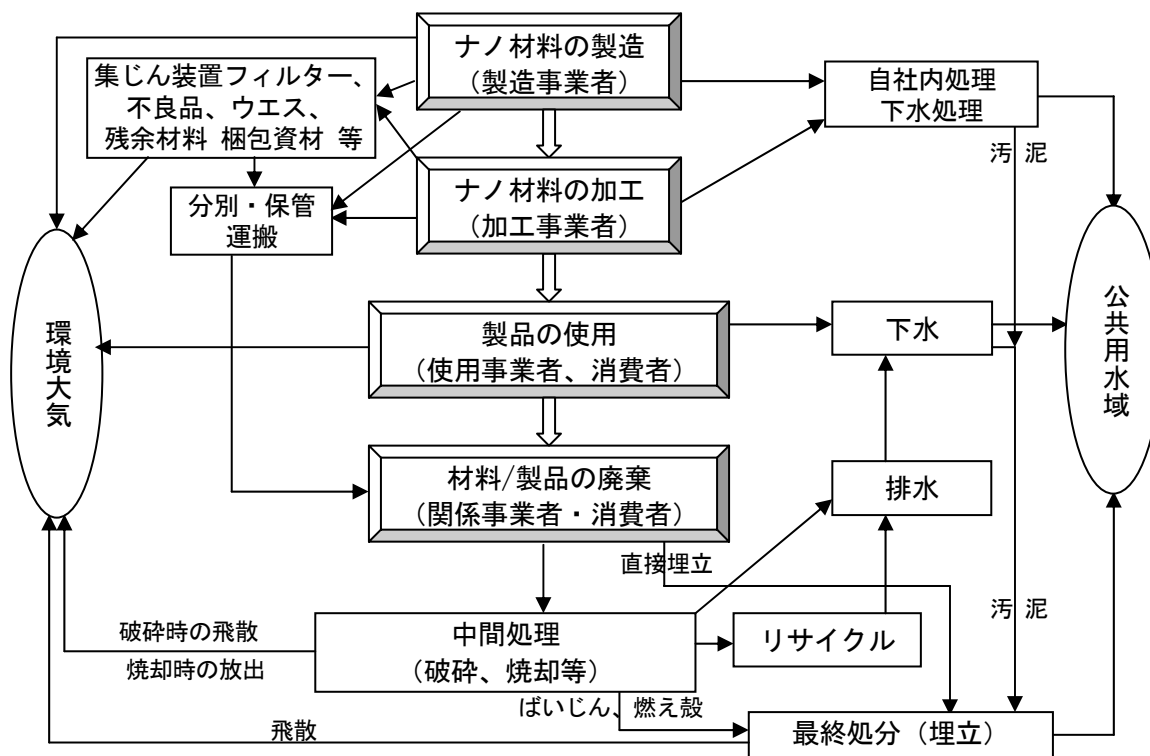 ナノ材料の製造
（製造事業者）
集じん装置フィルター、
不良品、ウエス、
残余材料 梱包資材 等
自社内処理
下水処理
汚 泥
ナノ材料の加工
（加工事業者）
分別・保管
運搬
環境大気
製品の使用
（使用事業者、消費者）
下水
公共用水域
材料/製品の廃棄
（関係事業者・消費者）
排水
直接埋立
汚 泥
破砕時の飛散
焼却時の放出
中間処理
（破砕、焼却等）
リサイクル
ばいじん、燃え殻
飛散
最終処分（埋立）